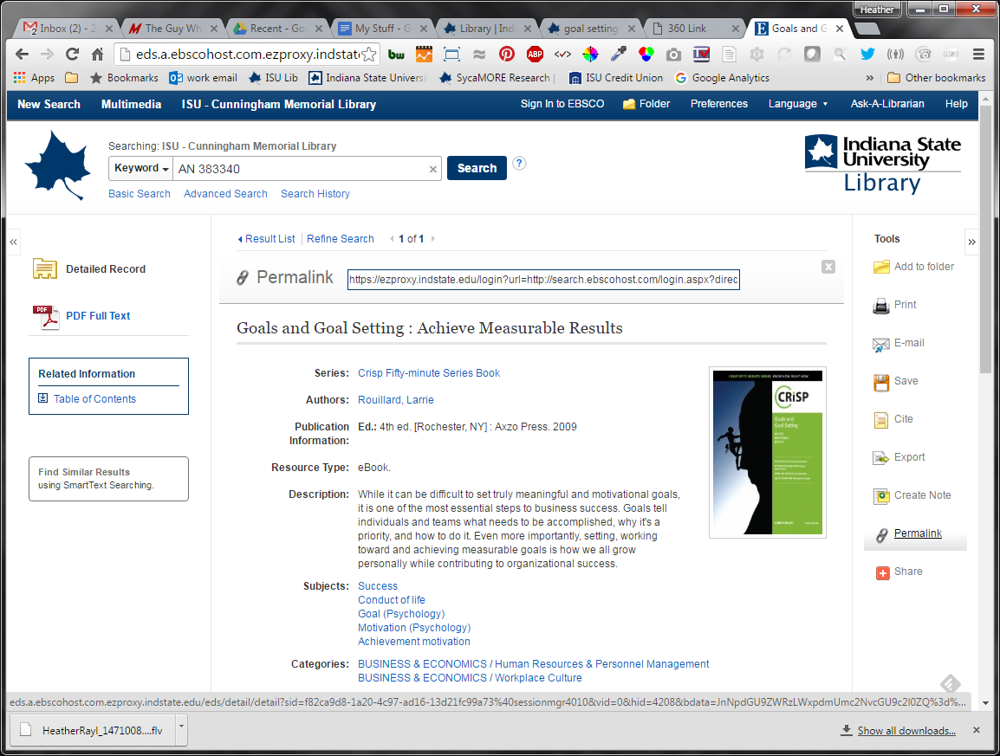 Heather
Inbox (2) - 2
The Guy Wh
Recent - Go
My Stuff - G
Library | Ind
goal setting
360 Link
Goals and G
eds.a.ebscohost.com.ezproxy.indstat
bw
ABP
Apps
Bookmarks
work email
ISU Lib
Indiana State Universi
SycaMORE Research |
ISU Credit Union
Google Analytics
»
Other bookmarks
New Search Multimedia ISU - Cunningham Memorial Library
Sign In to EBSCO Folder Preferences Language Ask-A-Librarian Help
Searching: ISU - Cunningham Memorial Library
Keyword AN 383340 Search ?
Basic Search Advanced Search Search History
Indiana State
University
Library
« Result List Refine Search 1 of 1 Tools »
Detailed Record
PDF
PDF Full Text
Related Information
Table of Contents
Find Similar Results
using SmartText Searching.
Permalink https://ezproxy.indstate.edu/login?url=http://search.ebscohost.com/login.aspx?direc
Goals and Goal Setting : Achieve Measurable Results
Series: Crisp Fifty-minute Series Book
Authors: Rouillard, Larrie
Publication Information: Ed.: 4th ed. [Rochester, NY] : Axzo Press. 2009
Resource Type: eBook.
Description: While it can be difficult to set truly meaningful and motivational goals,
it is one of the most essential steps to business success. Goals tell
individuals and teams what needs to be accomplished, why it's a
priority, and how to do it. Even more importantly, setting, working
toward and achieving measurable goals is how we all grow
personally while contributing to organizational success.
Subjects: Success
Conduct of life
Goal (Psychology)
Motivation (Psychology)
Achievement motivation
Categories: BUSINESS & ECONOMICS / Human Resources & Personnel Management
BUSINESS & ECONOMICS / Workplace Culture
CRISP
Goals and
Goal Setting
Add to folder
Print
E-mail
Save
Cite
Export
Create Note
Permalink
Share
eds.a.ebscohost.com.ezproxy.indstate.edu/eds/detail/detail?sid=f82ca9d8-1a20-4c97-ad16-13d21fc99a73%40sessionmgr4010&vid=0&hid=4208&bdata=JnNpdGU9ZWRzLWxpdmUmc2NvcGU9c2l0ZQ%3d%...
HeatherRayl_1471008....flv
Show all downloads...